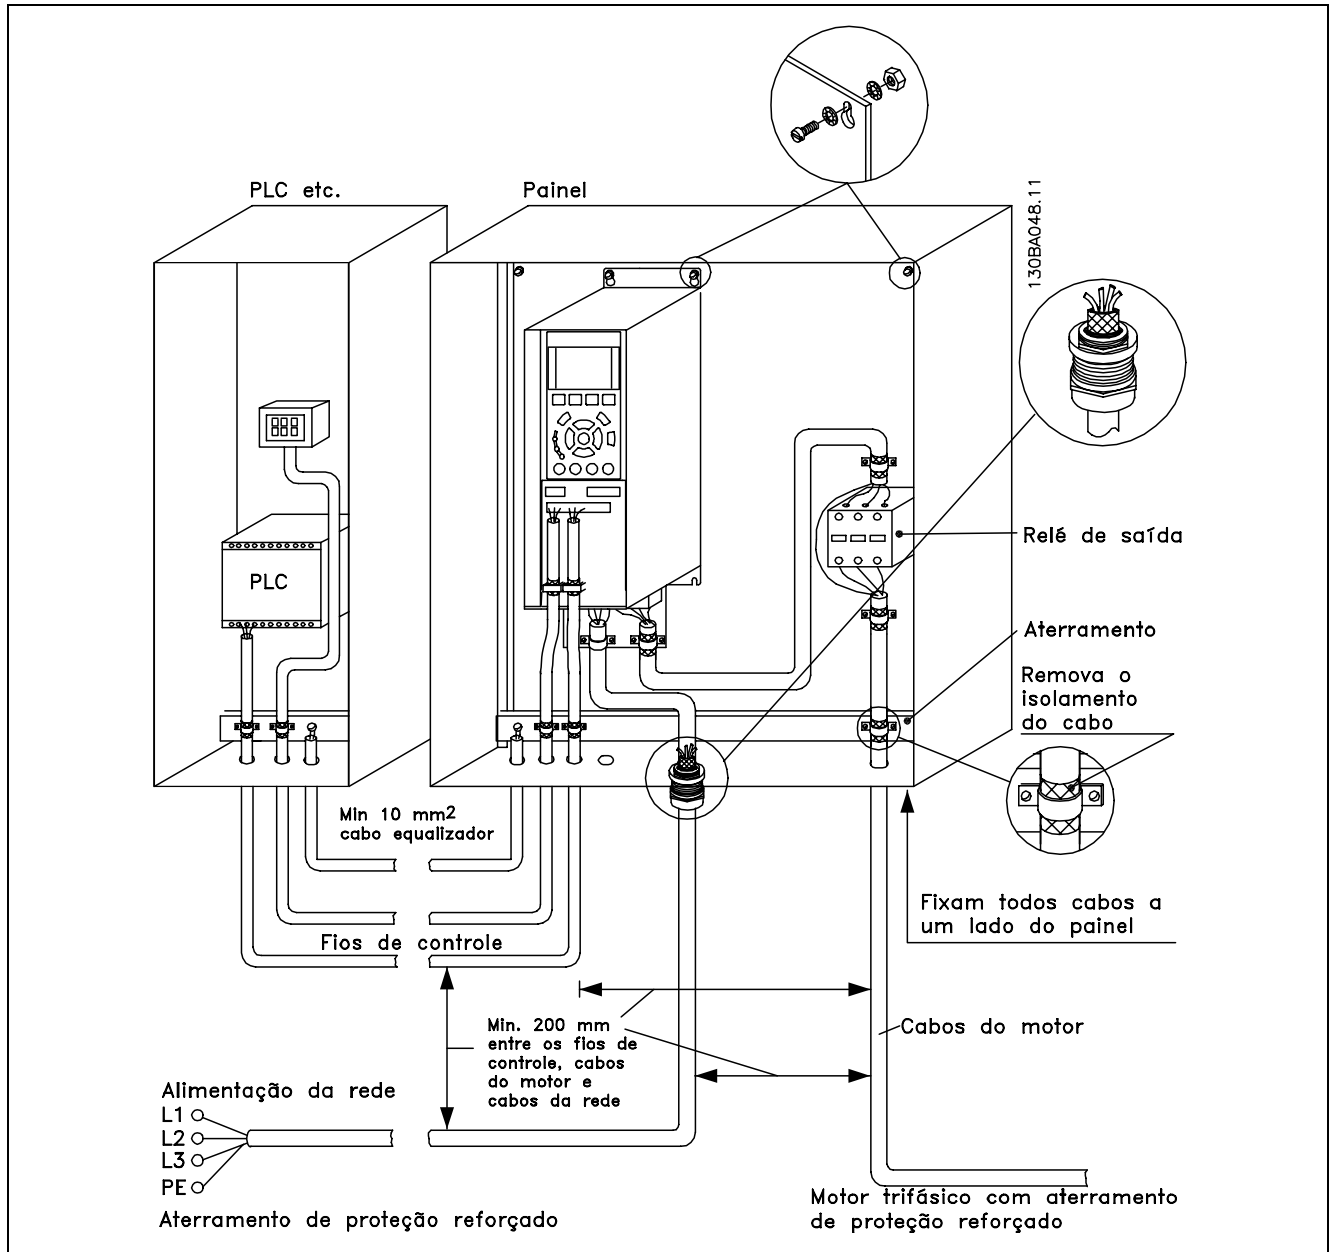 PLC etc.
Painel
130BA048.11
PLC
Relé de saída
Aterramento
Remova o
isolamento
do cabo
Min 10 mm2
cabo equalizador
Fixam todos cabos a
um lado do painel
Fios de controle
Min. 200 mm
entre os fios de
controle, cabos
do motor e
cabos da rede
Cabos do motor
Alimentação da rede
L1
L2
L3
PE
Aterramento de proteção reforçado
Motor trifásico com aterramento
de proteção reforçado